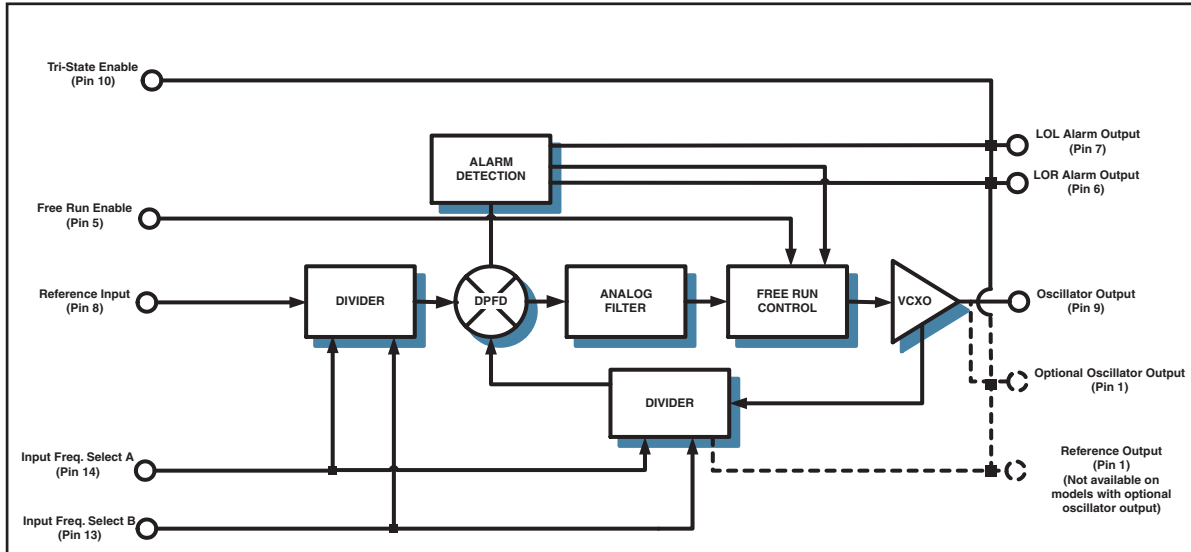 Tri-State Enable
(Pin 10)
ALARM
DETECTION
LOL Alarm Output
(Pin 7)
LOR Alarm Output
(Pin 6)
Free Run Enable
(Pin 5)
Reference Input
(Pin 8)
DIVIDER
DPFD
ANALOG
FILTER
FREE RUN
CONTROL
VCXO
Oscillator Output
(Pin 9)
DIVIDER
Optional Oscillator Output
(Pin 1)
Input Freq. Select A
(Pin 14)
Reference Output
(Pin 1)
(Not available on
models with optional
oscillator output)
Input Freq. Select B
(Pin 13)